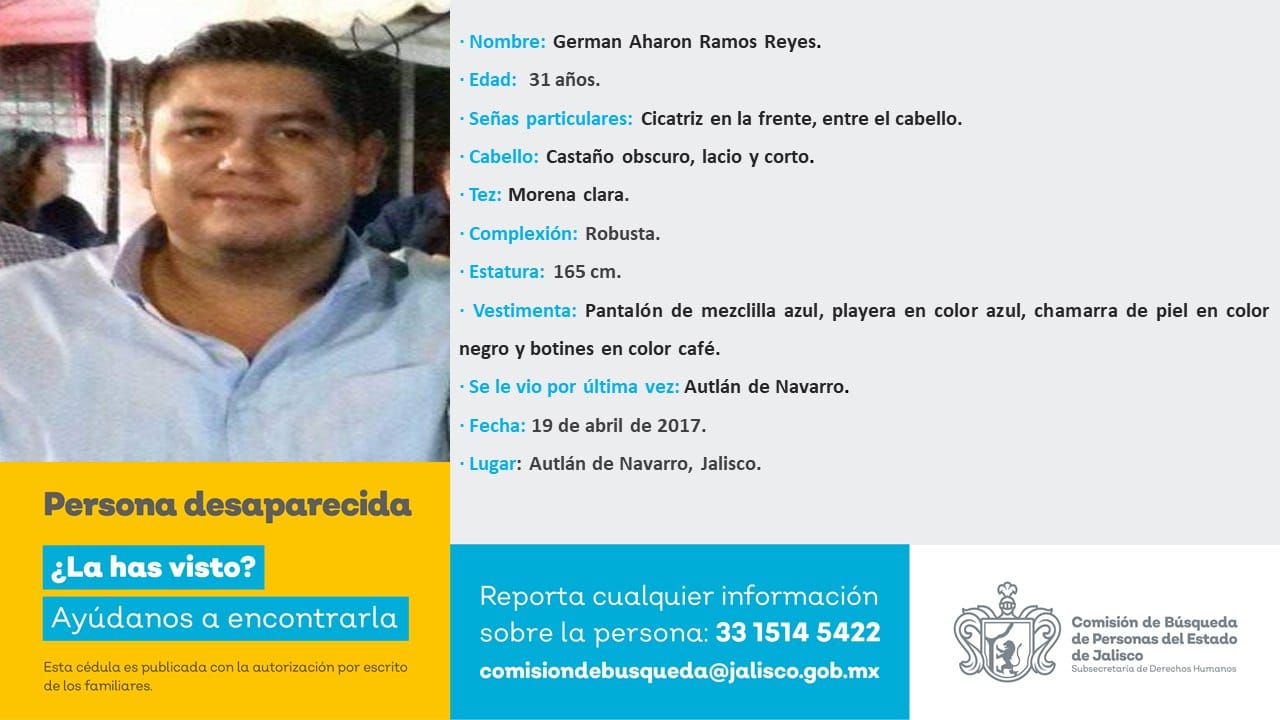 · Nombre: German Aharon Ramos Reyes.
· Edad: 31 años.
· Señas particulares: Cicatriz en la frente, entre el cabello.
· Cabello: Castaño obscuro, lacio y corto.
· Tez: Morena clara.
· Complexión: Robusta.
· Estatura: 165 cm.
· Vestimenta: Pantalón de mezclilla azul, playera en color azul, chamarra de piel en color
negro y botines en color café.
· Se le vio por última vez: Autlán de Navarro.
· Fecha: 19 de abril de 2017.
· Lugar: Autlán de Navarro, Jalisco.
Persona desaparecida
¿La has visto?
Ayúdanos a encontrarla
Esta cédula es publicada con la autorización por escrito
de los familiares.
Reporta cualquier información
sobre la persona: 33 1514 5422
comisiondebusqueda@jalisco.gob.mx
Comisión de Búsqueda
de Personas del Estado
de Jalisco
Subsecretaría de Derechos Humanos